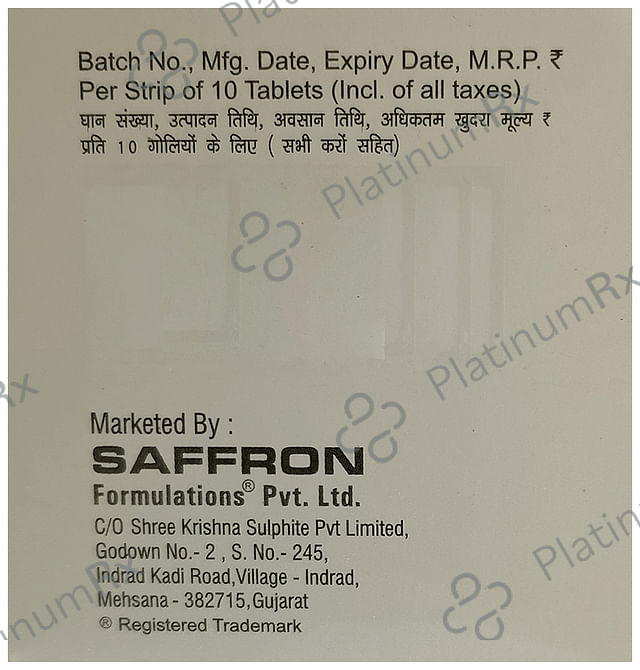 Batch No., Mfg. Date, Expiry Date, M.R.P. ₹
Per Strip of 10 Tablets (Incl. of all taxes)
घान संख्या, उत्पादन तिथि, अवसान तिथि, अधिकतम खुदरा मूल्य ₹
प्रति 10 गोलियों के लिए ( सभी करों सहित)
PlatinumRx
PlatinumRx
Marketed By :
SAFFRON
Formulations® Pvt. Ltd.
C/O Shree Krishna Sulphite Pvt Limited,
Godown No.- 2 , S. No.- 245,
Indrad Kadi Road,Village - Indrad,
Mehsana - 382715,Gujarat
® Registered Trademark